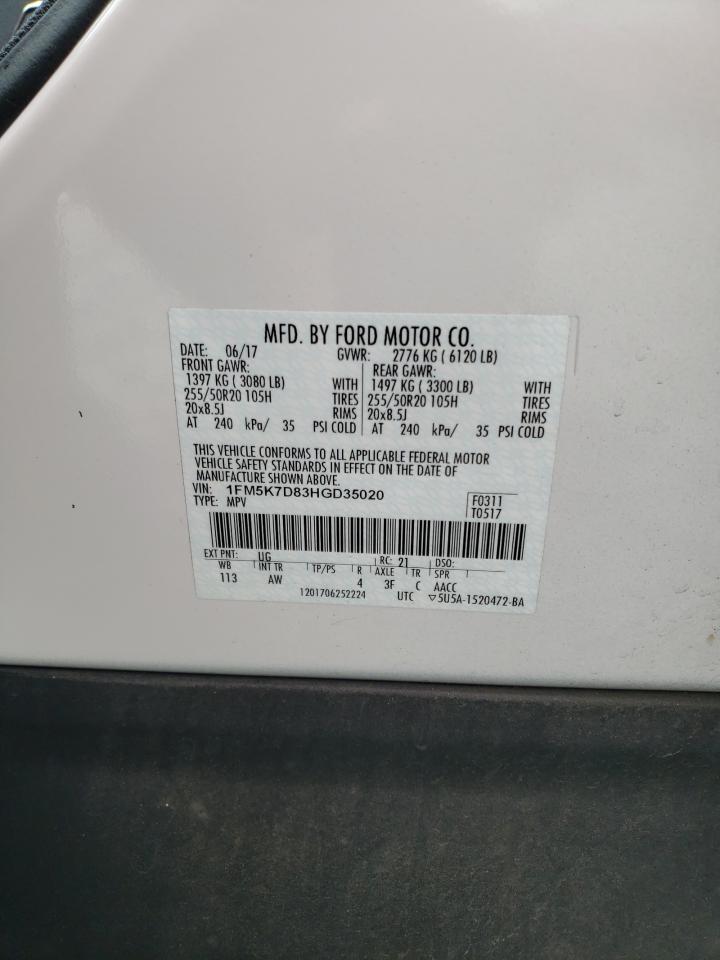 MFD. BY FORD MOTOR CO.
DATE: 06/17 GVWR: 2776 KG ( 6120 LB)
FRONT GAWR: REAR GAWR:
1397 KG ( 3080 LB) WITH 1497 KG ( 3300 LB) WITH
255/50R20 105H TIRES 255/50R20 105H TIRES
20x8.5J RIMS 20x8.5J RIMS
AT 240 kPa/ 35 PSI COLD AT 240 kPa/ 35 PSI COLD
THIS VEHICLE CONFORMS TO ALL APPLICABLE FEDERAL MOTOR
VEHICLE SAFETY STANDARDS IN EFFECT ON THE DATE OF
MANUFACTURE SHOWN ABOVE.
VIN: 1FM5K7D83HGD35020 F0311
TYPE: MPV T0517
EXT PNT: UG RC: 21 DSO:
WB INT TR TP/PS R AXLE TR SPR
113 AW 4 3F C AACC
1201706252224 UTC ▽5U5A-1520472-BA